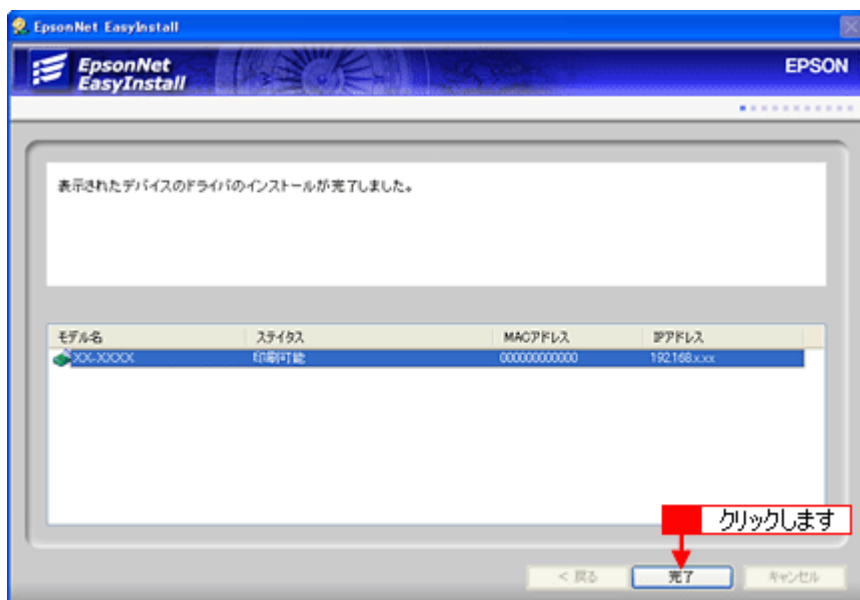 EpsonNet EasyInstall
EpsonNet
EasyInstall
EPSON
表示されたデバイスのドライバのインストールが完了しました。
モデル名 ステイタス MACアドレス IPアドレス
XX-XXXX 印刷可能 000000000000 192.168.x.xx
クリックします
< 戻る 完了 キャンセル